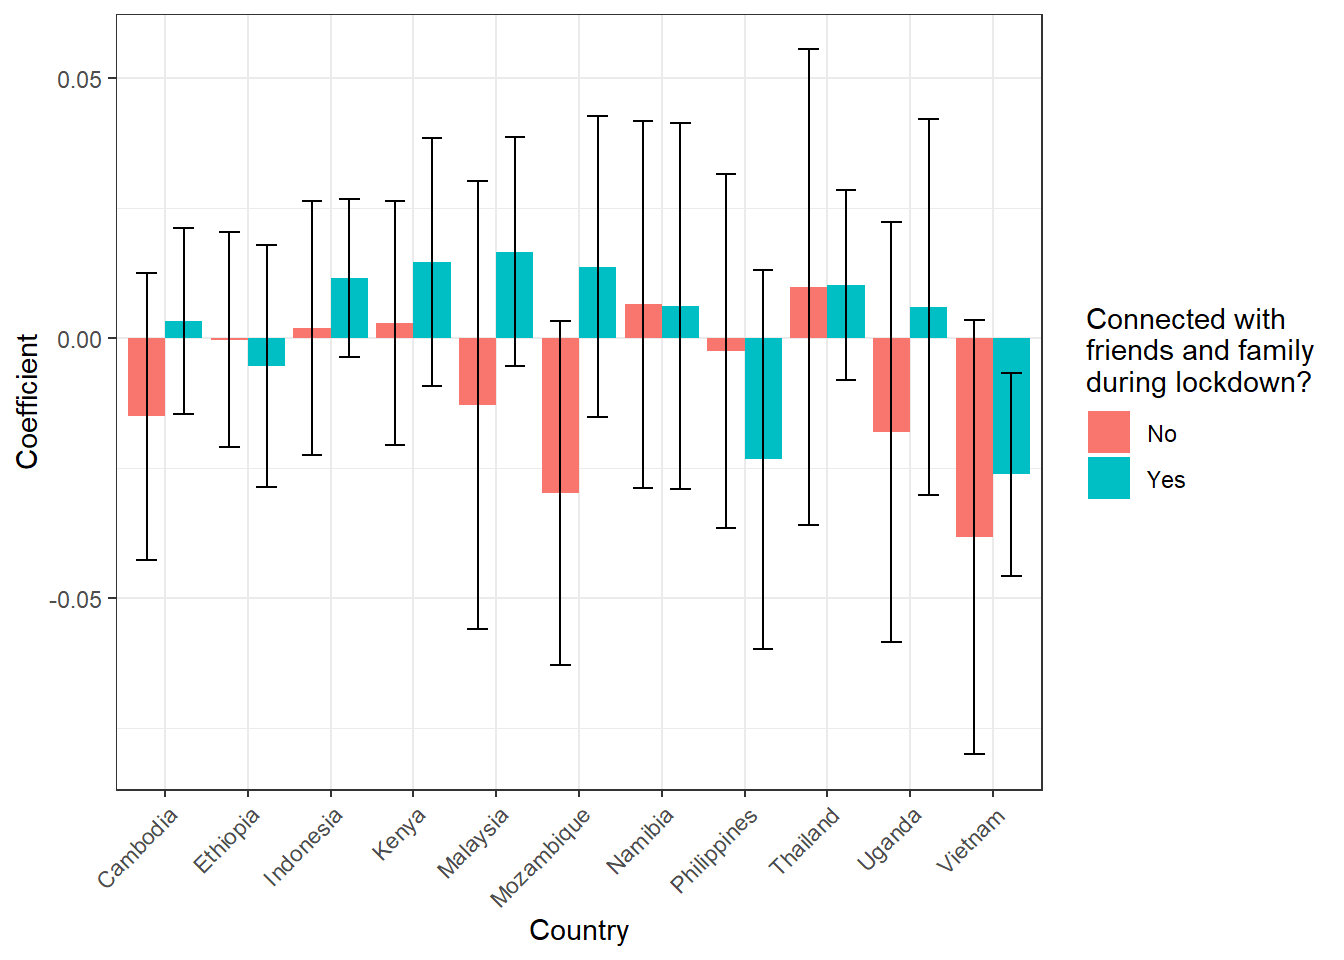 0.05
0.00
-0.05
Coefficient
Cambodia
Ethiopia
Indonesia
Kenya
Malaysia
Mozambique
Namibia
Philippines
Thailand
Uganda
Vietnam
Country
Connected with
friends and family
during lockdown?
No
Yes